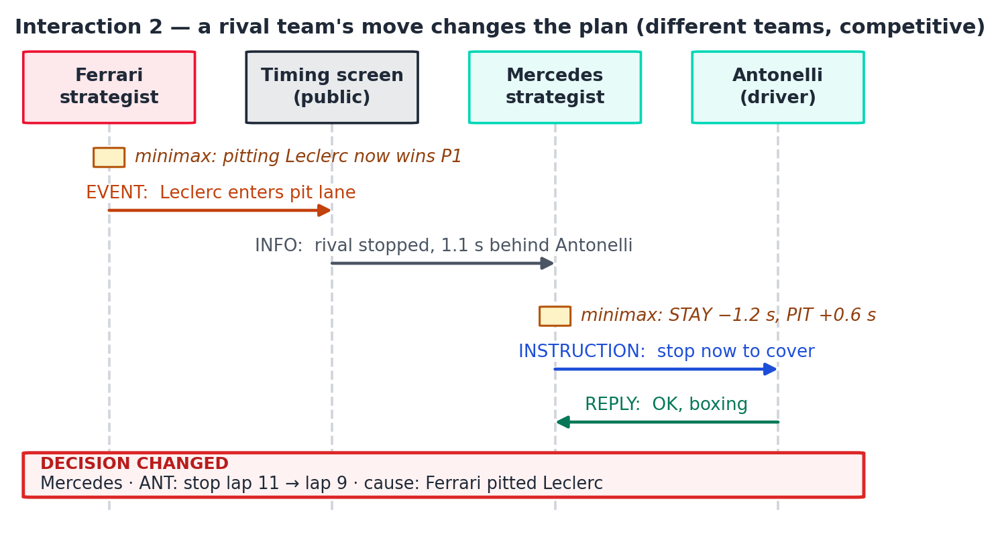 Interaction 2 — a rival team's move changes the plan (different teams, competitive)
Ferrari
strategist
Timing screen
(public)
Mercedes
strategist
Antonelli
(driver)
minimax: pitting Leclerc now wins P1
EVENT:  Leclerc enters pit lane
INFO:  rival stopped, 1.1 s behind Antonelli
minimax: STAY −1.2 s, PIT +0.6 s
INSTRUCTION:  stop now to cover
REPLY:  OK, boxing
DECISION CHANGED
Mercedes · ANT: stop lap 11 → lap 9 · cause: Ferrari pitted Leclerc